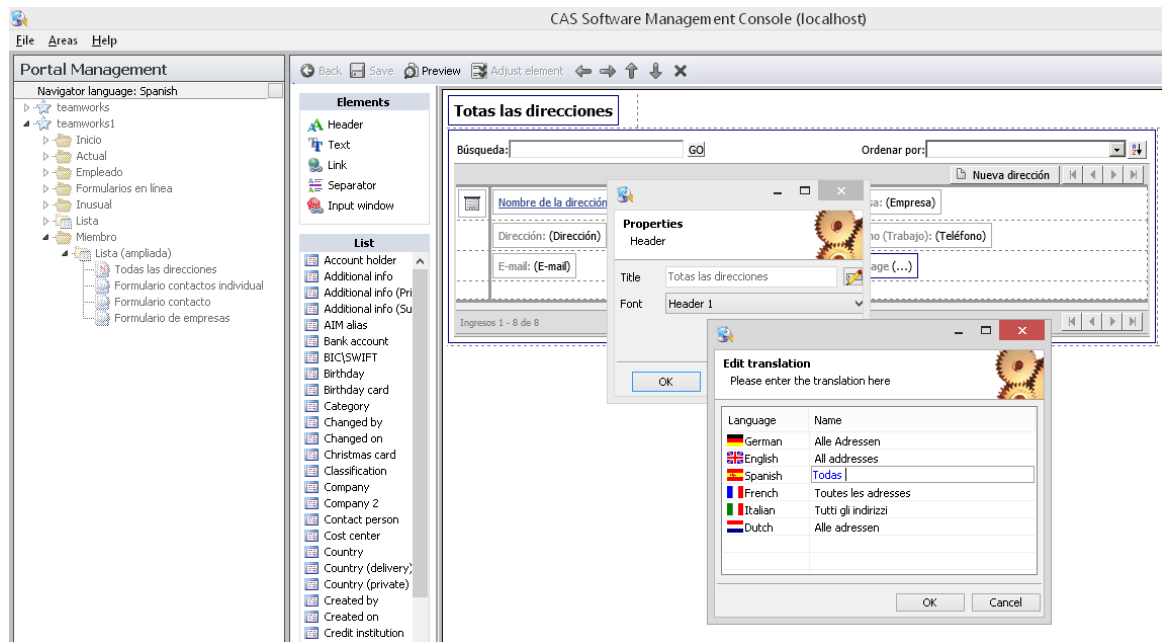 CAS Software Management Console (localhost)
File Areas Help
Portal Management
Navigator language: Spanish
teamworks
teamworks1
Inicio
Actual
Empleado
Formularios en línea
Inusual
Lista
Miembro
Lista (ampliada)
Todas las direcciones
Formulario contactos individual
Formulario contacto
Formulario de empresas
Back Save Preview Adjust element
Elements
Header
Text
Link
Separator
Input window
List
Account holder
Additional info
Additional info (Pri
Additional info (Su
AIM alias
Bank account
BIC\SWIFT
Birthday
Birthday card
Category
Changed by
Changed on
Christmas card
Classification
Company
Company 2
Contact person
Cost center
Country
Country (delivery)
Country (private)
Created by
Created on
Credit institution
Totas las direcciones
Búsqueda: GO Ordenar por:
Nueva dirección
Nombre de la dirección sa: (Empresa)
Dirección: (Dirección) no (Trabajo): (Teléfono)
E-mail: (E-mail) age (...)
Ingresos 1 - 8 de 8
Properties
Header
Title Totas las direcciones
Font Header 1
OK
Edit translation
Please enter the translation here
Language Name
German Alle Adressen
English All addresses
Spanish Todas
French Toutes les adresses
Italian Tutti gli indirizzi
Dutch Alle adressen
OK Cancel